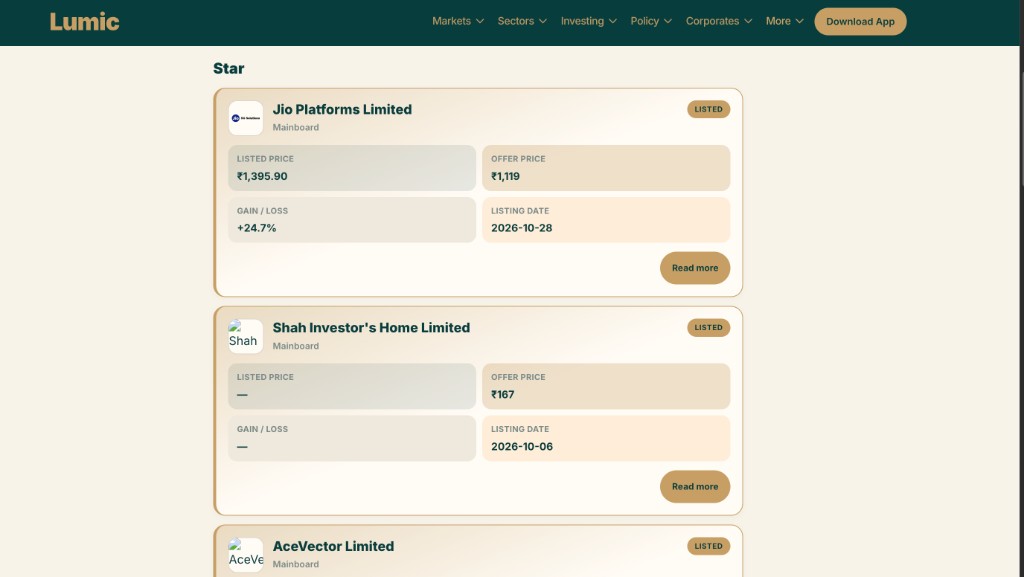 Lumic
Markets Sectors Investing Policy Corporates More Download App
Star
Jio Platforms Limited
LISTED
Mainboard
LISTED PRICE
₹1,395.90
OFFER PRICE
₹1,119
GAIN / LOSS
+24.7%
LISTING DATE
2026-10-28
Read more
Shah
Shah Investor's Home Limited
LISTED
Mainboard
LISTED PRICE
—
OFFER PRICE
₹167
GAIN / LOSS
—
LISTING DATE
2026-10-06
Read more
AceVe
AceVector Limited
LISTED
Mainboard